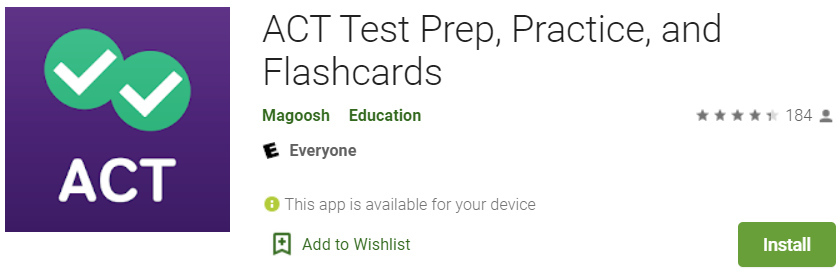 ACT
ACT Test Prep, Practice, and
Flashcards
Magoosh Education
184
E Everyone
This app is available for your device
Add to Wishlist
Install